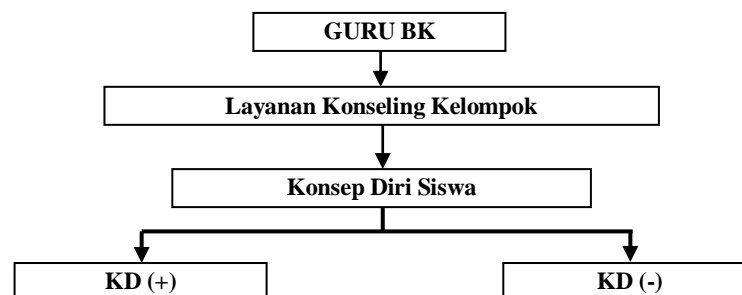 GURU BK
Layanan Konseling Kelompok
Konsep Diri Siswa
KD (+)
KD (-)